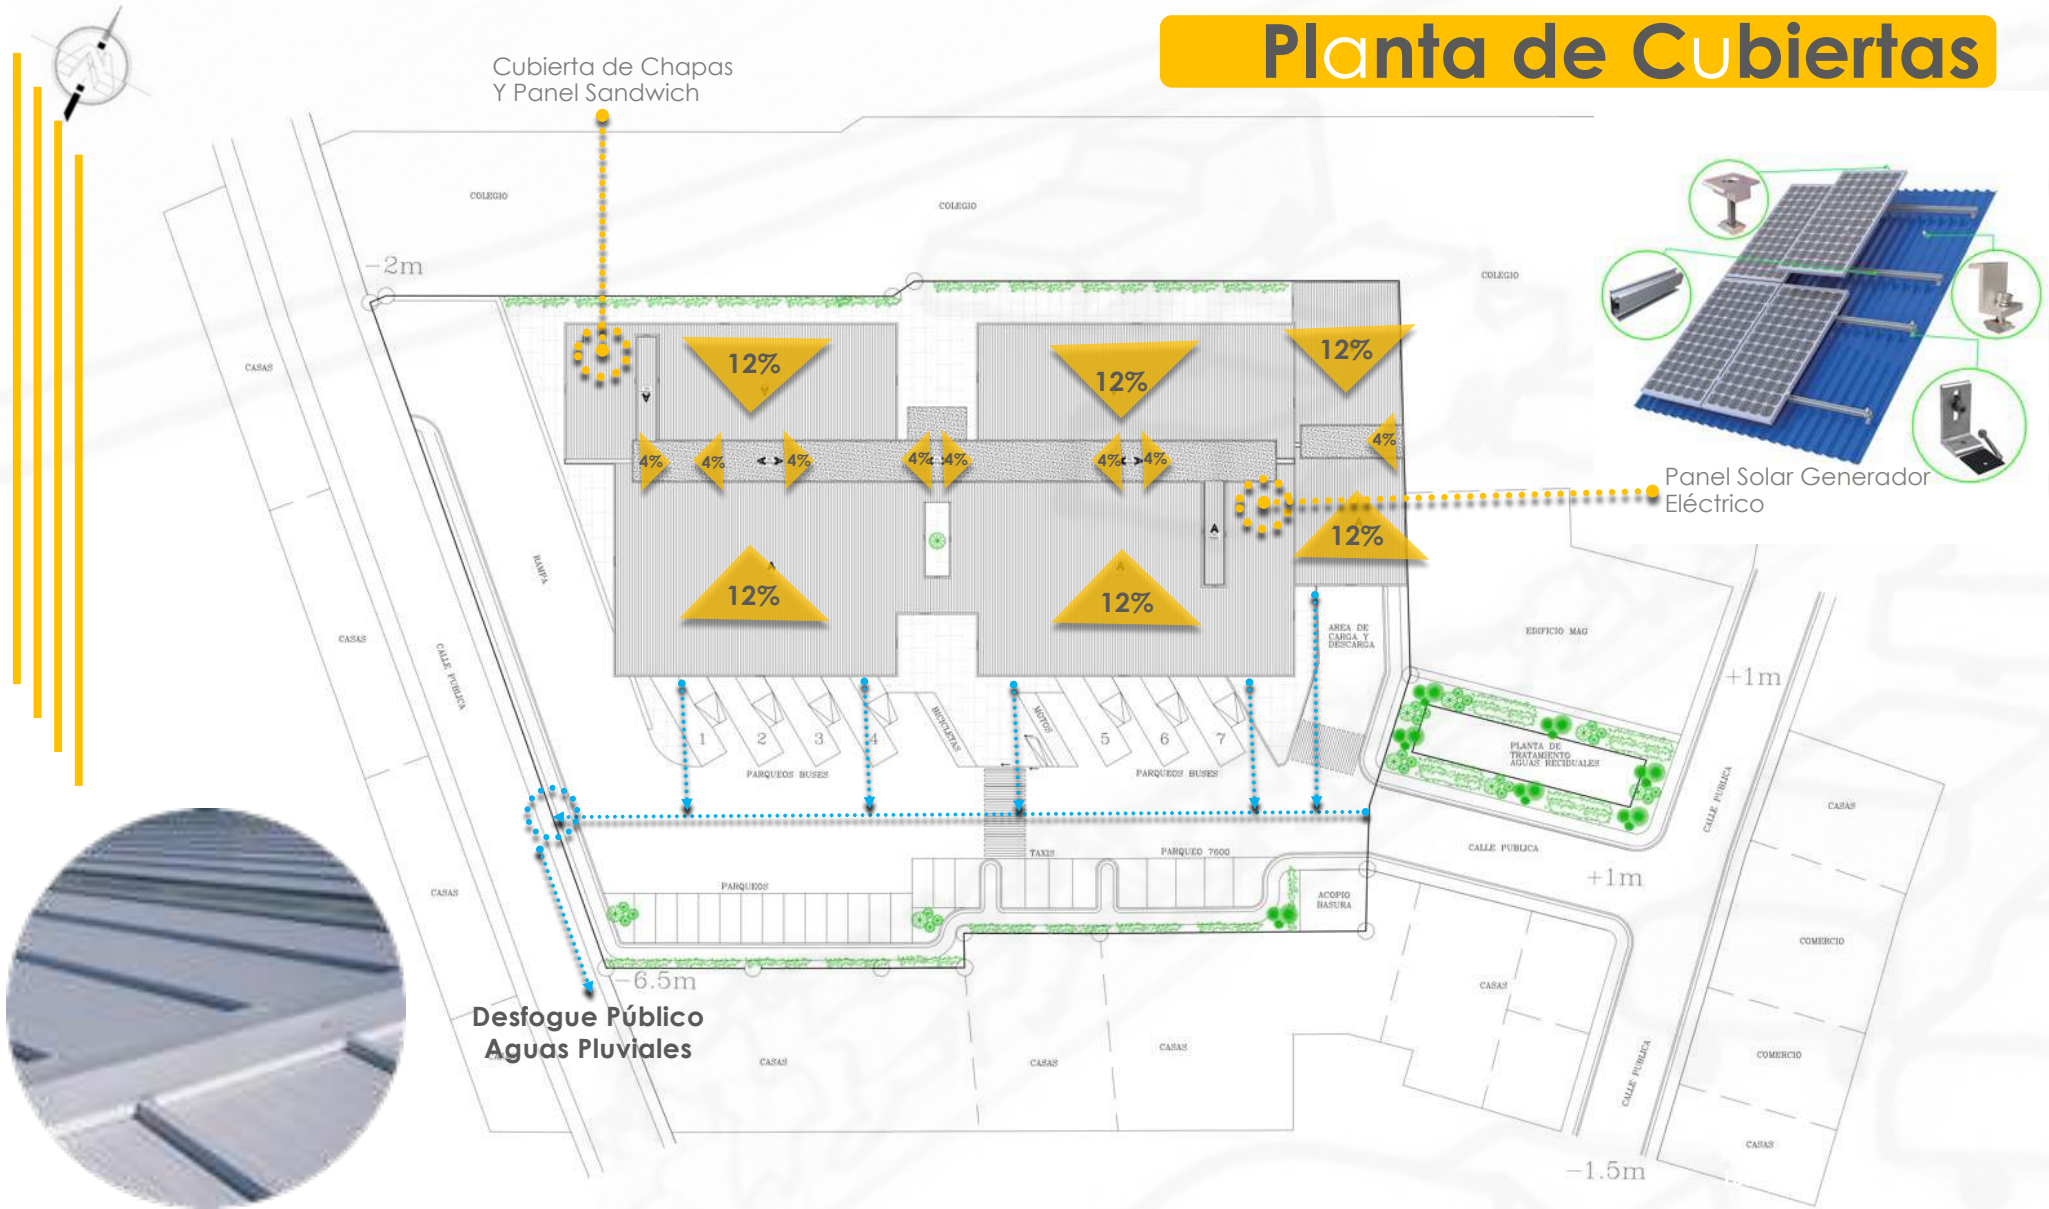 Planta de Cubiertas
Cubierta de Chapas
Y Panel Sandwich
COLEGIO
COLEGIO
COLEGIO
-2m
CASAS
12%
12%
12%
4%
4%
4%
4%
4%
4%
4%
4%
Panel Solar Generador
Eléctrico
12%
12%
12%
RAMPA
CASAS
CALLE PUBLICA
AREA DE
CARGA Y
DESCARGA
EDIFICIO MAG
+1m
BICICLETAS
MOTOS
1
2
3
4
5
6
7
PARQUEOS BUSES
PARQUEOS BUSES
PLANTA DE
TRATAMIENTO
AGUAS RECIDUALES
CALLE PUBLICA
CASAS
CALLE PUBLICA
TAXIS
PARQUEO 7600
+1m
CASAS
PARQUEOS
ACOPIO
BASURA
COMERCIO
-6.5m
CASAS
Desfogue Público
Aguas Pluviales
CASAS
CASAS
CASAS
COMERCIO
CALLE PUBLICA
CASAS
-1.5m